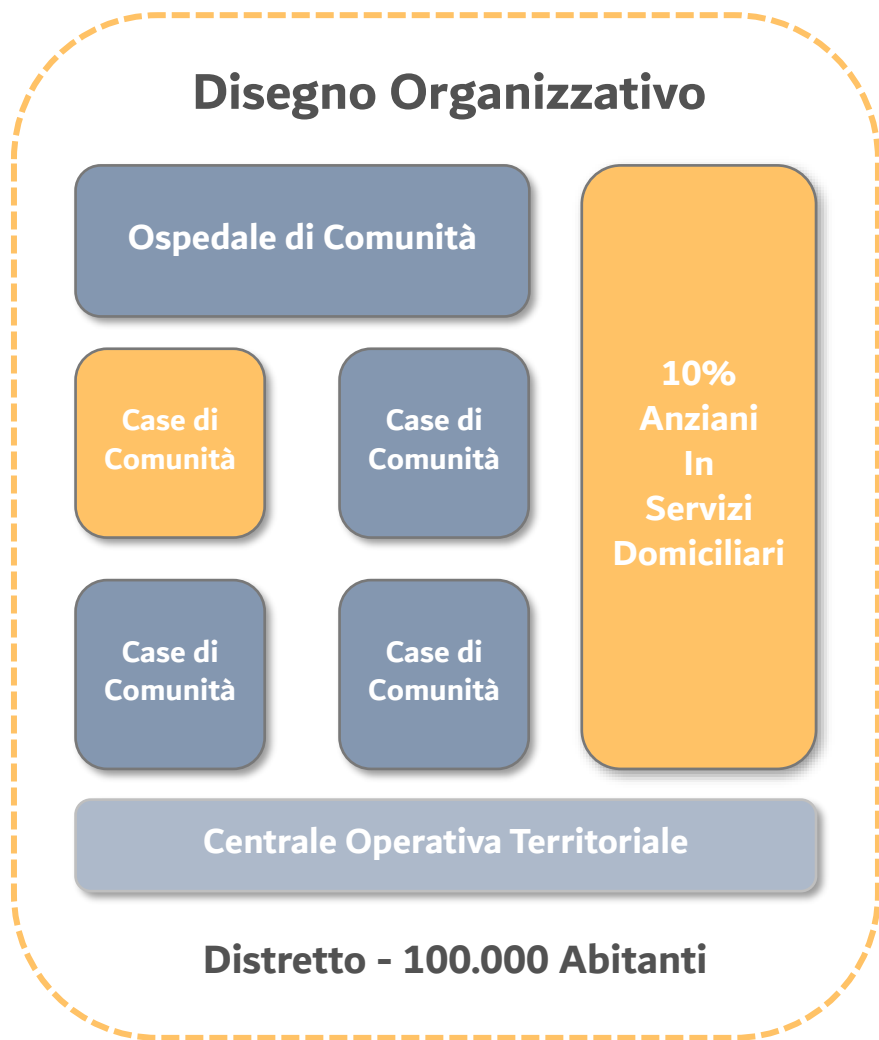 Disegno Organizzativo
Ospedale di Comunità
Case di
Comunità
Case di
Comunità
Case di
Comunità
Case di
Comunità
10%
Anziani
In
Servizi
Domiciliari
Centrale Operativa Territoriale
Distretto - 100.000 Abitanti